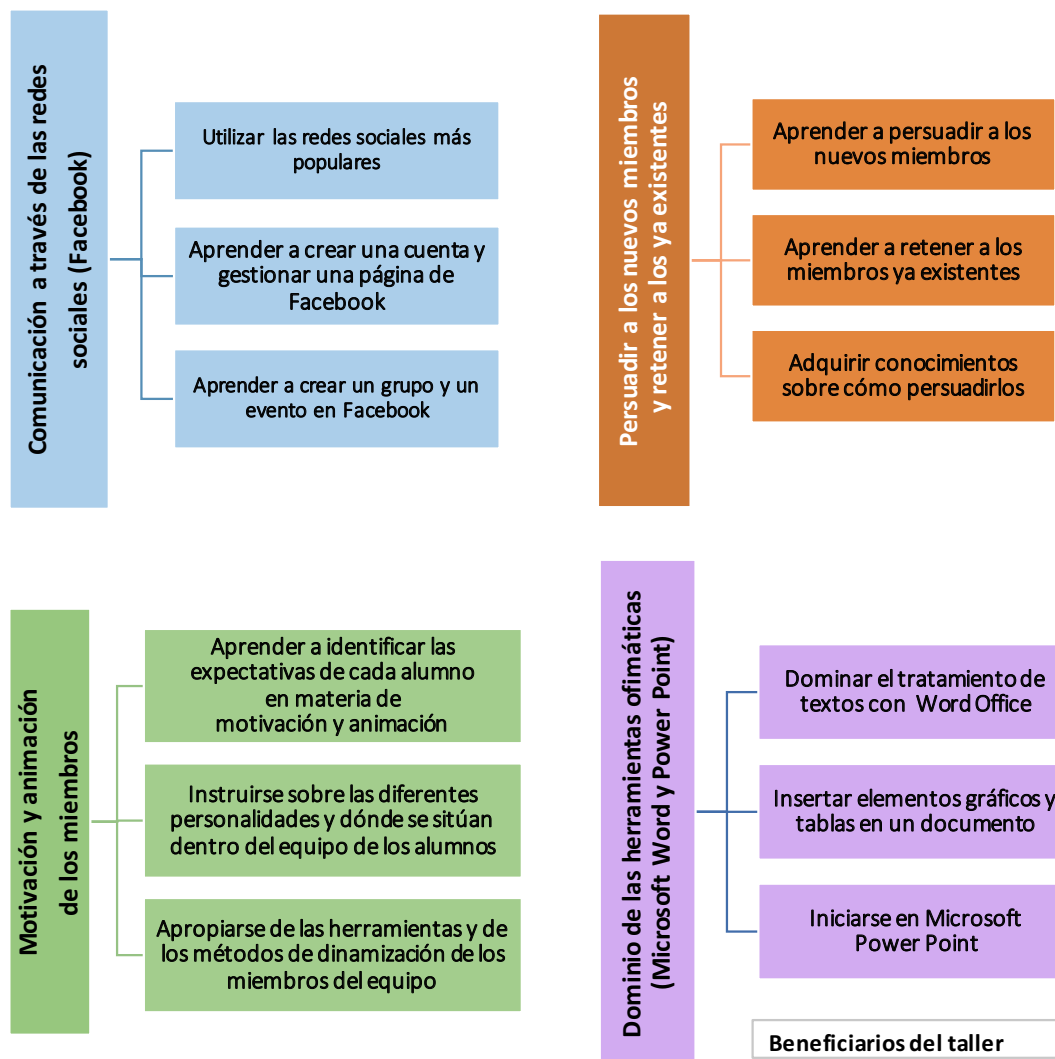 Comunicación a través de las redes
sociales (Facebook)
Utilizar las redes sociales más
populares
Aprender a crear una cuenta y
gestionar una página de
Facebook
Aprender a crear un grupo y un
evento en Facebook
Persuadir a los nuevos miembros
y retener a los ya existentes
Aprender a persuadir a los
nuevos miembros
Aprender a retener a los
miembros ya existentes
Adquirir conocimientos
sobre cómo persuadirlos
Motivación y animación
de los miembros
Aprender a identificar las
expectativas de cada alumno
en materia de
motivación y animación
Instruirse sobre las diferentes
personalidades y dónde se sitúan
dentro del equipo de los alumnos
Apropiarse de las herramientas y de
los métodos de dinamización de los
miembros del equipo
Dominio de las herramientas ofimáticas
(Microsoft Word y Power Point)
Dominar el tratamiento de
textos con Word Office
Insertar elementos gráficos y
tablas en un documento
Iniciarse en Microsoft
Power Point
Beneficiarios del taller